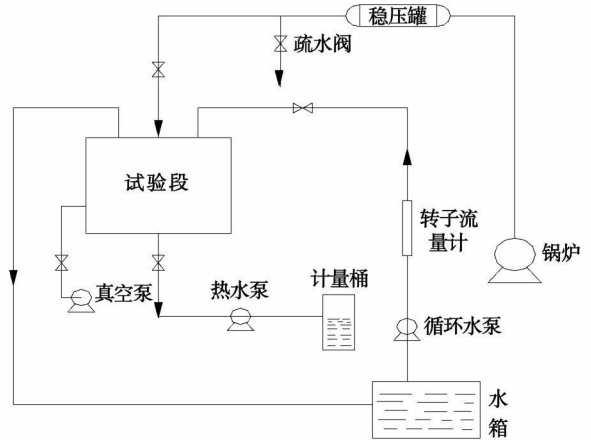 稳压罐
疏水阀
试验段
转子流
量计
锅炉
真空泵
热水泵
计量桶
循环水泵
水
箱